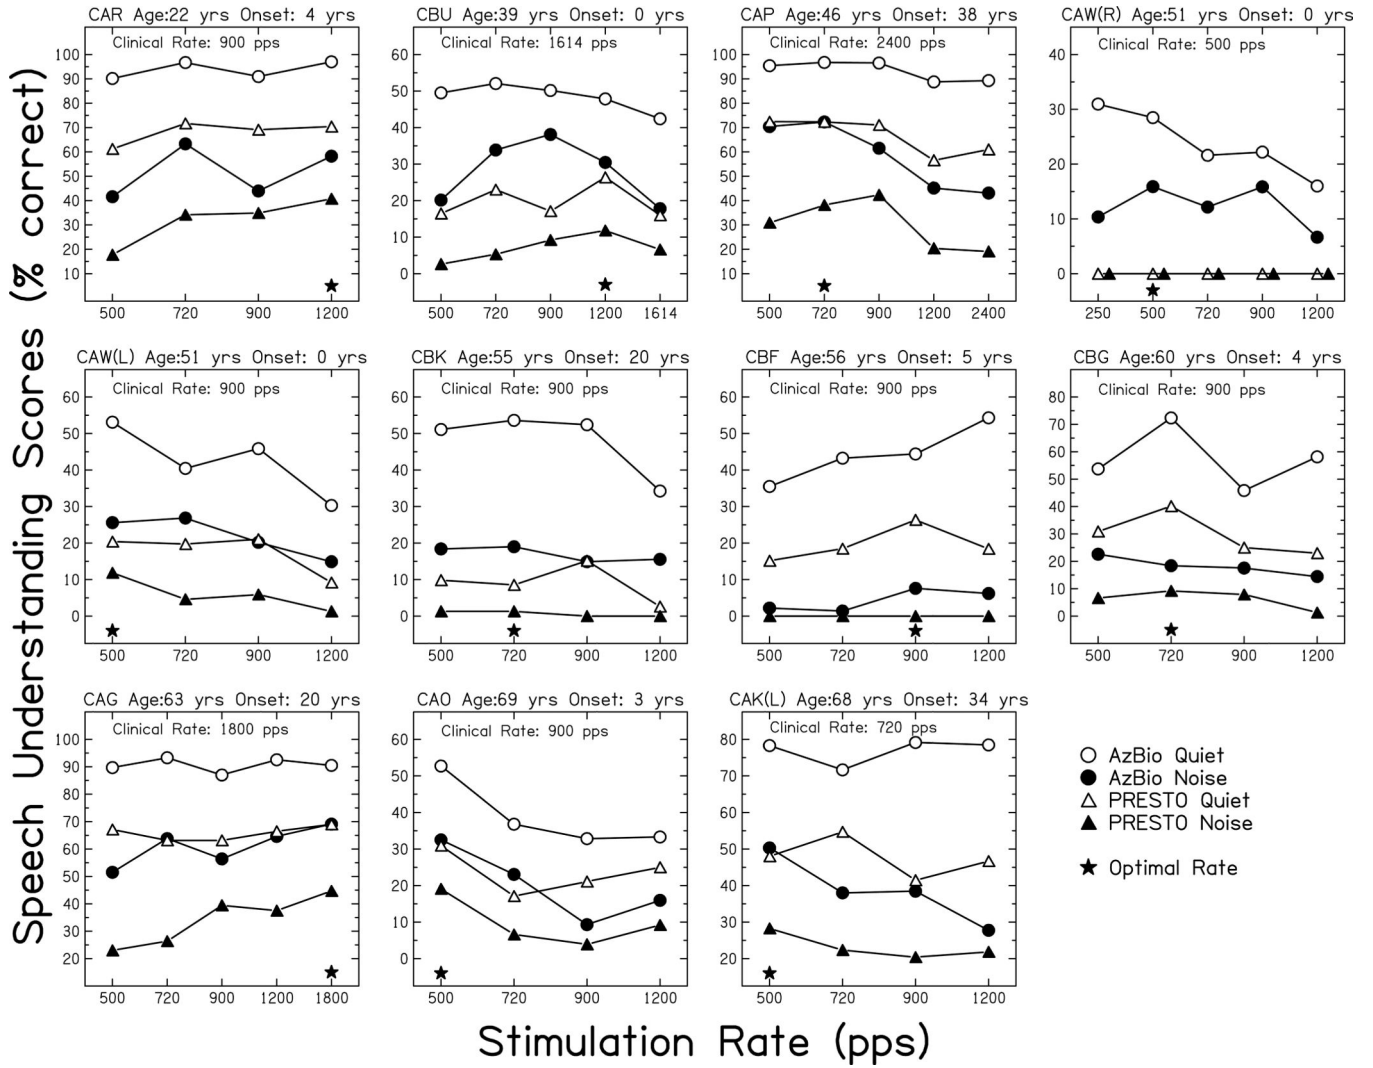 Speech Understanding Scores (% correct)
CAR Age:22 yrs Onset: 4 yrs
Clinical Rate: 900 pps
100
90
80
70
60
50
40
30
20
10
500 720 900 1200
CBU Age:39 yrs Onset: 0 yrs
Clinical Rate: 1614 pps
60
50
40
30
20
10
0
500 720 900 1200 1614
CAP Age:46 yrs Onset: 38 yrs
Clinical Rate: 2400 pps
100
90
80
70
60
50
40
30
20
10
500 720 900 1200 2400
CAW(R) Age:51 yrs Onset: 0 yrs
Clinical Rate: 500 pps
40
30
20
10
0
250 500 720 900 1200
CAW(L) Age:51 yrs Onset: 0 yrs
Clinical Rate: 900 pps
60
50
40
30
20
10
0
500 720 900 1200
CBK Age:55 yrs Onset: 20 yrs
Clinical Rate: 900 pps
60
50
40
30
20
10
0
500 720 900 1200
CBF Age:56 yrs Onset: 5 yrs
Clinical Rate: 900 pps
60
50
40
30
20
10
0
500 720 900 1200
CBG Age:60 yrs Onset: 4 yrs
Clinical Rate: 900 pps
80
70
60
50
40
30
20
10
0
500 720 900 1200
CAG Age:63 yrs Onset: 20 yrs
Clinical Rate: 1800 pps
100
90
80
70
60
50
40
30
20
500 720 900 1200 1800
CAO Age:69 yrs Onset: 3 yrs
Clinical Rate: 900 pps
60
50
40
30
20
10
0
500 720 900 1200
CAK(L) Age:68 yrs Onset: 34 yrs
Clinical Rate: 720 pps
80
70
60
50
40
30
20
500 720 900 1200
AzBio Quiet
AzBio Noise
PRESTO Quiet
PRESTO Noise
Optimal Rate
Stimulation Rate (pps)